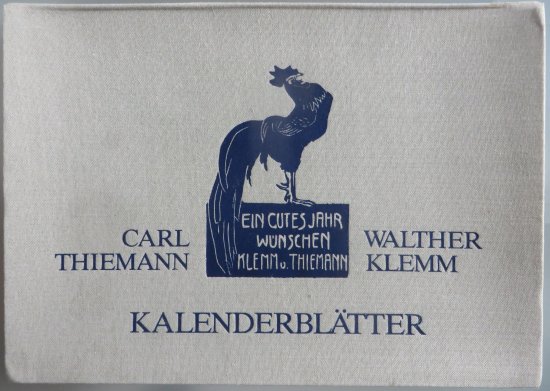 EIN GUTES JAHR
WÜNSCHEN
KLEMM u. THIEMANN
CARL
THIEMANN
WALTHER
KLEMM
KALENDERBLÄTTER